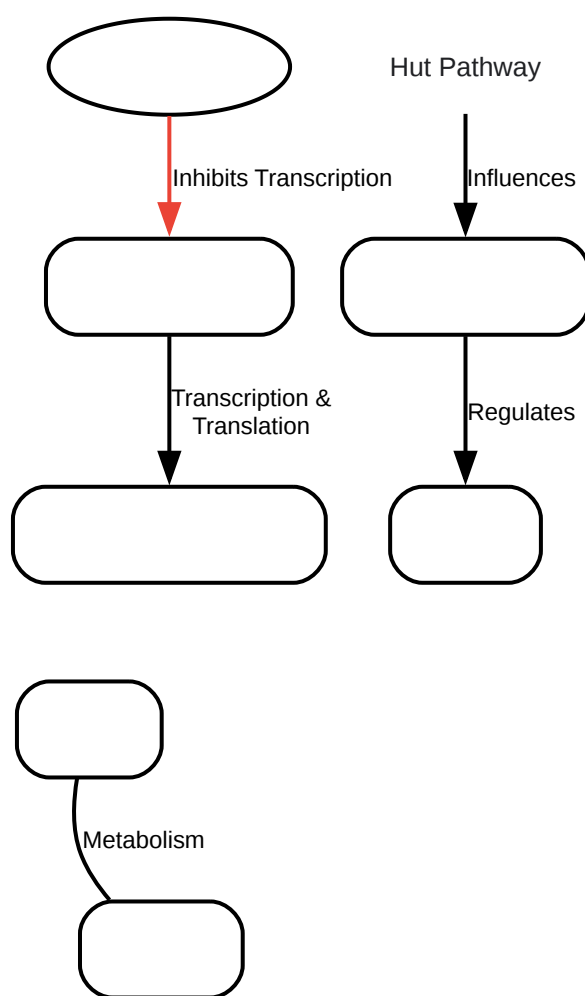 Hut Pathway
Inhibits Transcription
Influences
Transcription &
Translation
Regulates
Metabolism